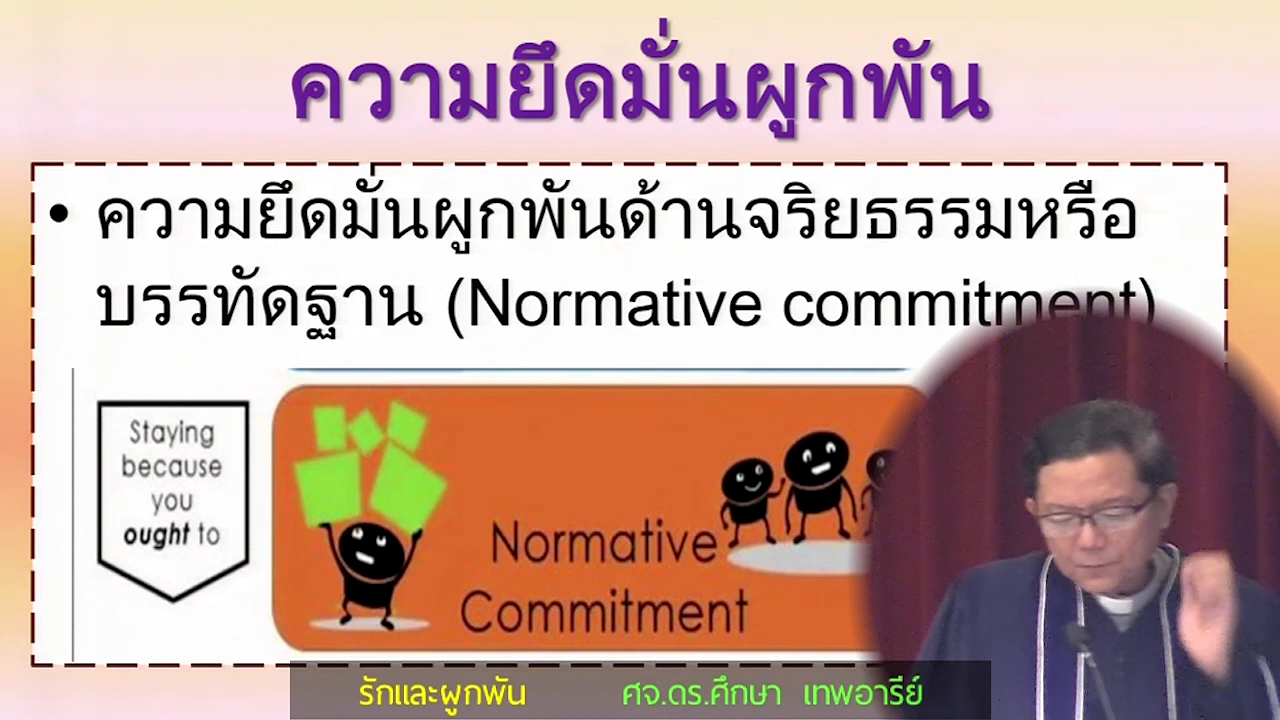 ความยึดมั่นผูกพัน
• ความยึดมั่นผูกพันด้านจริยธรรมหรือ
บรรทัดฐาน (Normative commitment)
Staying
because
you
ought to
Normative
Commitment
รักและผูกพัน ศจ.ดร.ศึกษา เทพอารีย์